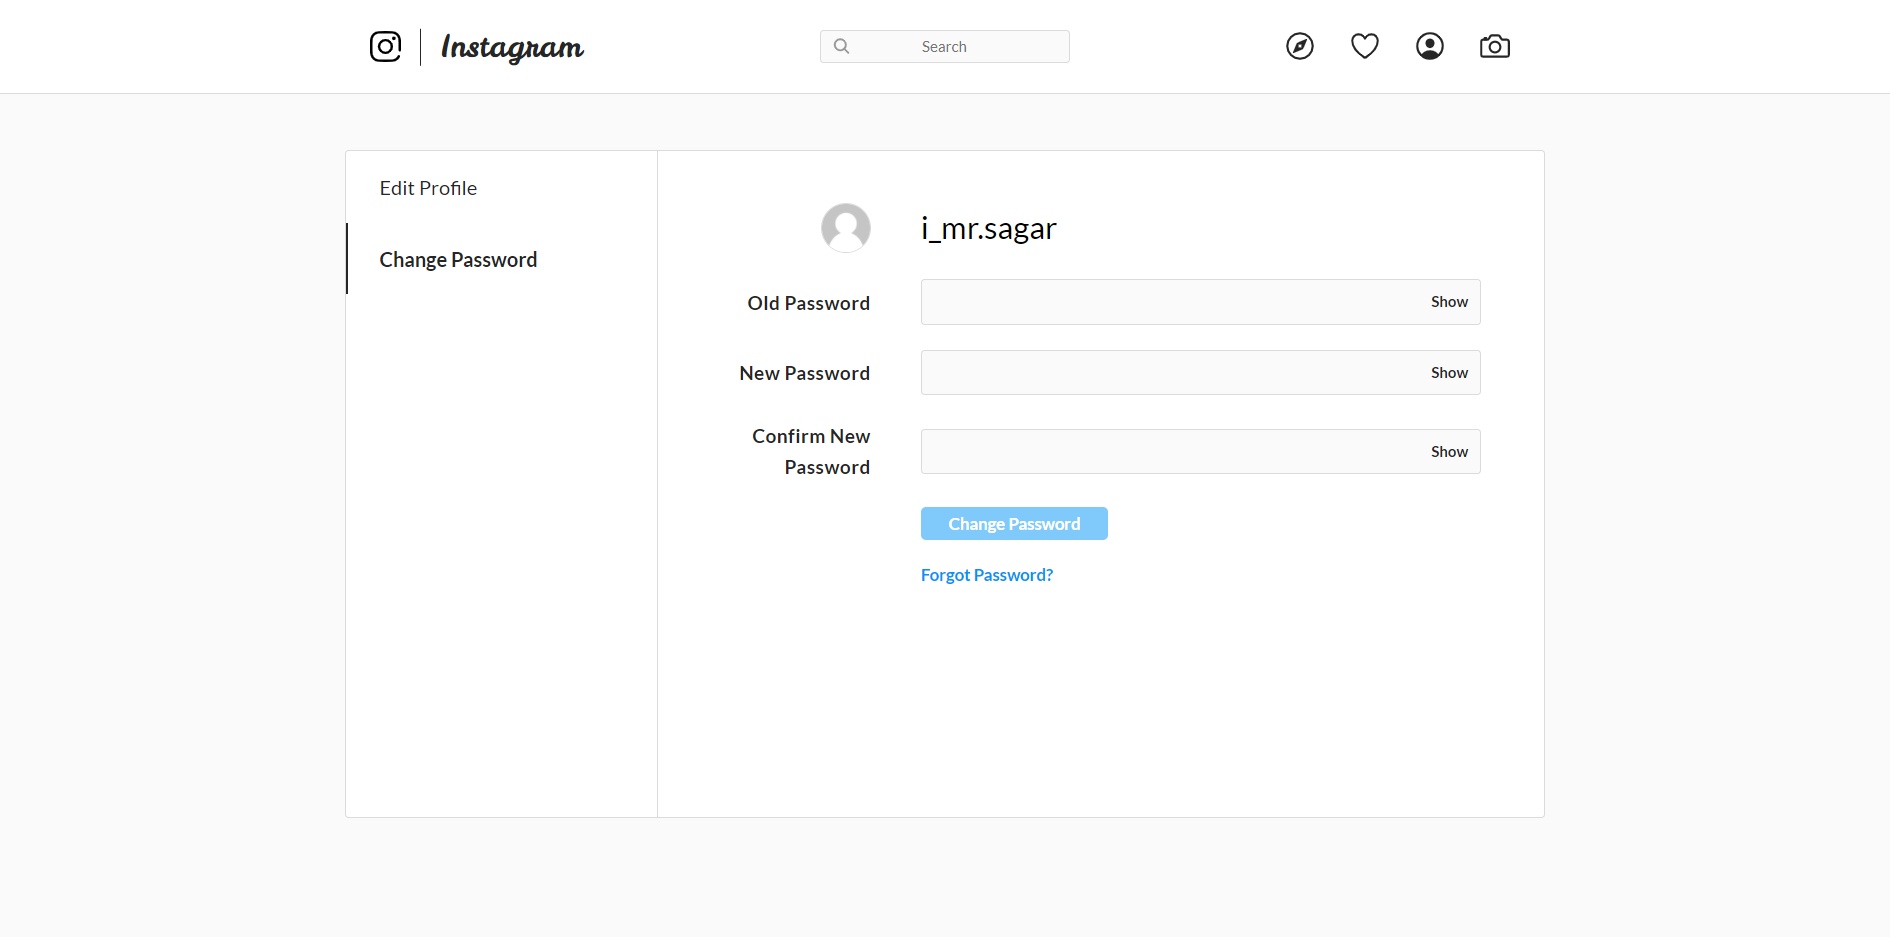 Instagram
Search
Edit Profile
Change Password
i_mr.sagar
Old Password
Show
New Password
Show
Confirm New
Password
Show
Change Password
Forgot Password?